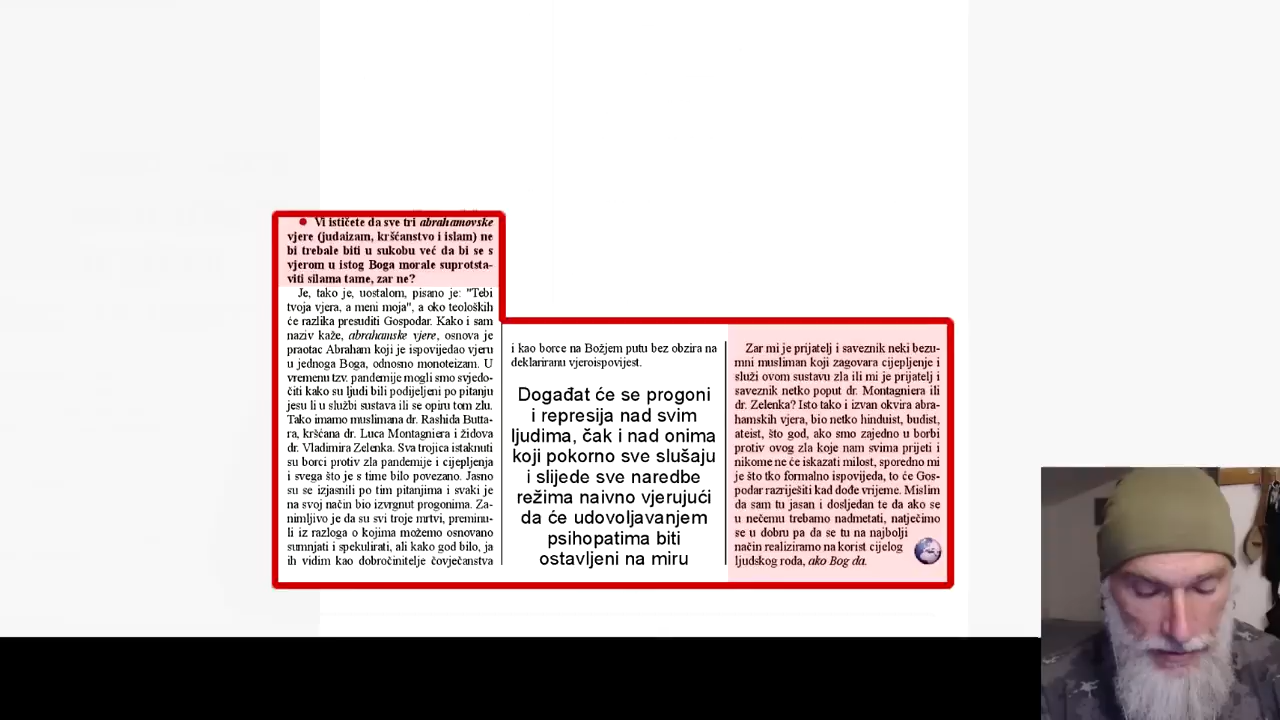 ● Vi ističete da sve tri abrahamovske
vjere (judaizam, kršćanstvo i islam) ne
bi trebale biti u sukobu već da bi se s
vjerom u istog Boga morale suprotsta-
viti silama tame, zar ne?
Je, tako je, uostalom, pisano je: "Tebi
tvoja vjera, a meni moja", a oko teoloških
će razlika presuditi Gospodar. Kako i sam
naziv kaže, abrahamske vjere, osnova je
praotac Abraham koji je ispovijedao vjeru
u jednoga Boga, odnosno monoteizam. U
vremenu tzv. pandemije mogli smo svjedo-
čiti kako su ljudi bili podijeljeni po pitanju
jesu li u službi sustava ili se opiru tom zlu.
Tako imamo muslimana dr. Rashida Butta-
ra, kršćana dr. Luca Montagniera i židova
dr. Vladimira Zelenka. Sva trojica istaknuti
su borci protiv zla pandemije i cijepljenja
i svega što je s time bilo povezano. Jasno
su se izjasnili po tim pitanjima i svaki je
na svoj način bio izvrgnut progonima. Za-
nimljivo je da su svi troje mrtvi, preminu-
li iz razloga o kojima možemo osnovano
sumnjati i spekulirati, ali kako god bilo, ja
ih vidim kao dobročinitelje čovječanstva
i kao borce na Božjem putu bez obzira na
deklariranu vjeroispovijest.
Događat će se progoni
i represija nad svim
ljudima, čak i nad onima
koji pokorno sve slušaju
i slijede sve naredbe
režima naivno vjerujući
da će udovoljavanjem
psihopatima biti
ostavljeni na miru
Zar mi je prijatelj i saveznik neki bezu-
mni musliman koji zagovara cijepljenje i
služi ovom sustavu zla ili mi je prijatelj i
saveznik netko poput dr. Montagniera ili
dr. Zelenka? Isto tako i izvan okvira abra-
hamskih vjera, bio netko hinduist, budist,
ateist, što god, ako smo zajedno u borbi
protiv ovog zla koje nam svima prijeti i
nikome ne će iskazati milost, sporedno mi
je što tko formalno ispovijeda, to će Gos-
podar razriješiti kad dođe vrijeme. Mislim
da sam tu jasan i dosljedan te da ako se
u nečemu trebamo nadmetati, natječimo
se u dobru pa da se tu na najbolji
način realiziramo na korist cijelog
ljudskog roda, ako Bog da.